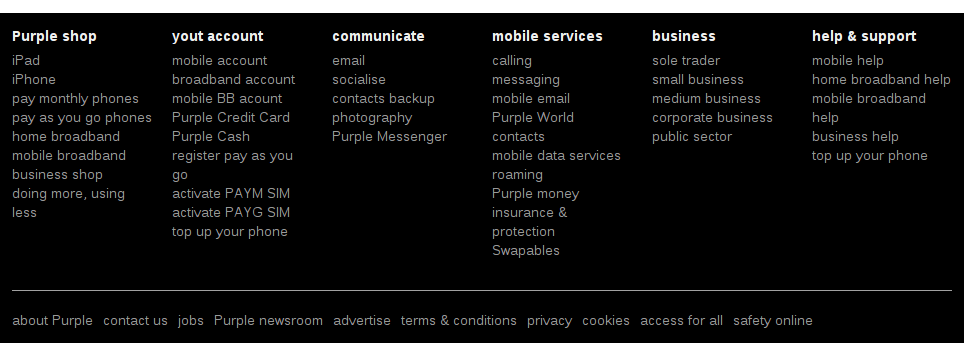 Purple shop
iPad
iPhone
pay monthly phones
pay as you go phones
home broadband
mobile broadband
business shop
doing more, using
less
yout account
mobile account
broadband account
mobile BB acount
Purple Credit Card
Purple Cash
register pay as you
go
activate PAYM SIM
activate PAYG SIM
top up your phone
communicate
email
socialise
contacts backup
photography
Purple Messenger
mobile services
calling
messaging
mobile email
Purple World
contacts
mobile data services
roaming
Purple money
insurance &
protection
Swapables
business
sole trader
small business
medium business
corporate business
public sector
help & support
mobile help
home broadband help
mobile broadband
help
business help
top up your phone
about Purple contact us jobs Purple newsroom advertise terms & conditions privacy cookies access for all safety online